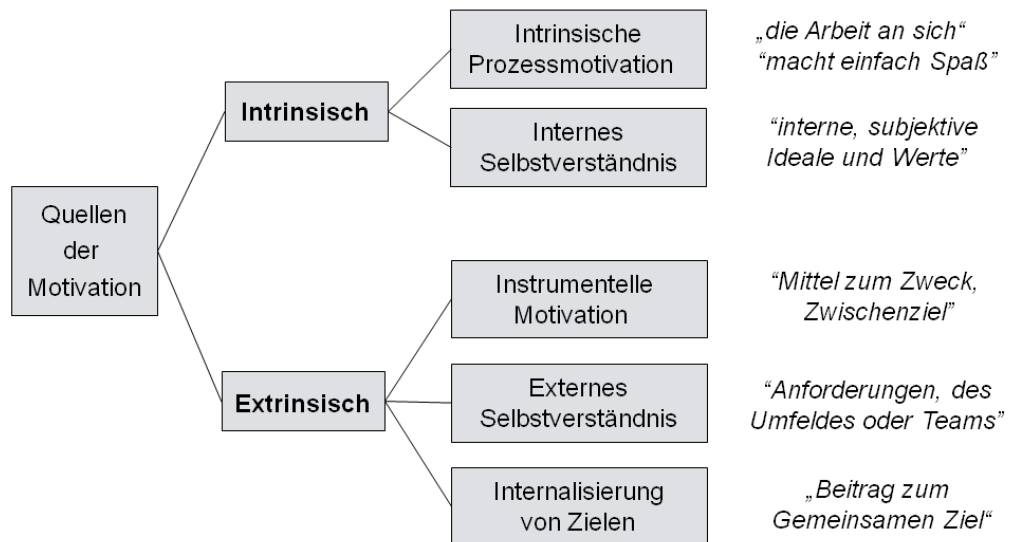 Quellen
der
Motivation
Intrinsisch
Intrinsische
Prozessmotivation
„die Arbeit an sich“
“macht einfach Spaß”
Internes
Selbstverständnis
“interne, subjektive
Ideale und Werte”
Extrinsisch
Instrumentelle
Motivation
“Mittel zum Zweck,
Zwischenziel”
Externes
Selbstverständnis
“Anforderungen, des
Umfeldes oder Teams”
Internalisierung
von Zielen
„Beitrag zum
Gemeinsamen Ziel“